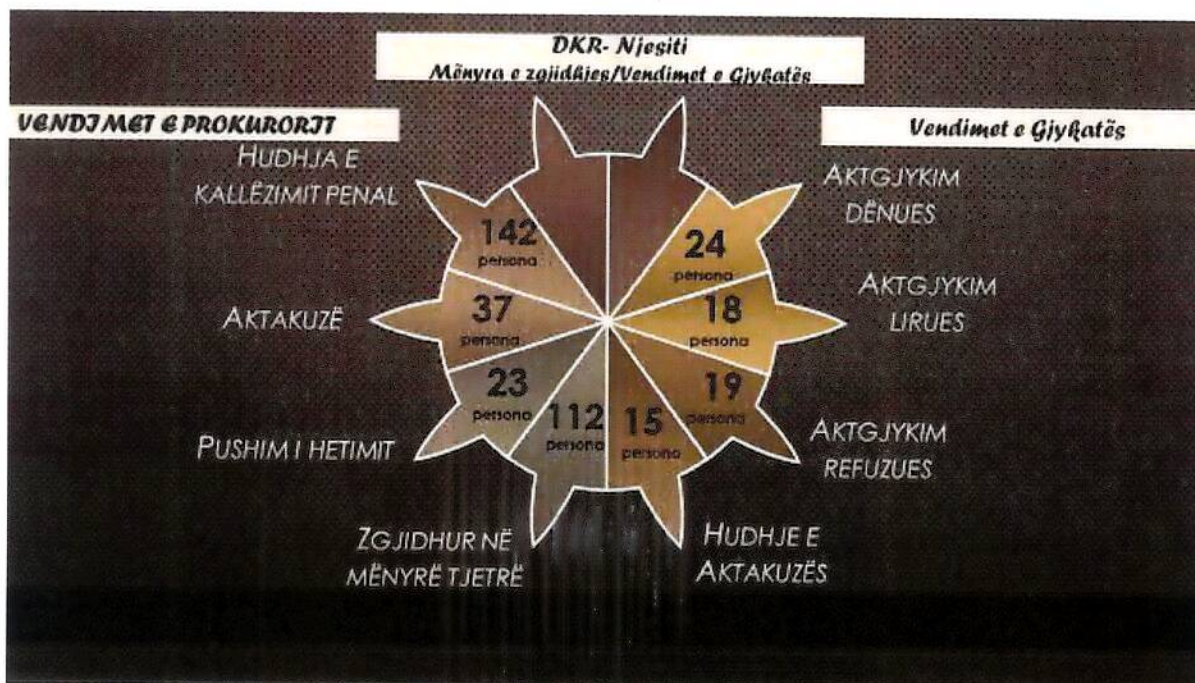 DKR- Njesiti
Mënyra e zgjidhjes/Vendimet e Gjykatës
VENDIMET E PROKURORIT
Vendimet e Gjykatës
HUDHJA E
KALLËZIMIT PENAL
142
persona
AKTAKUZË
37
persona
PUSHIM I HETIMIT
23
persona
ZGJIDHUR NË
MËNYRË TJETRË
112
persona
AKTGJYKIM
DËNUES
24
persona
AKTGJYKIM
LIRUES
18
persona
AKTGJYKIM
REFUZUES
19
persona
HUDHJE E
AKTAKUZËS
15
persona